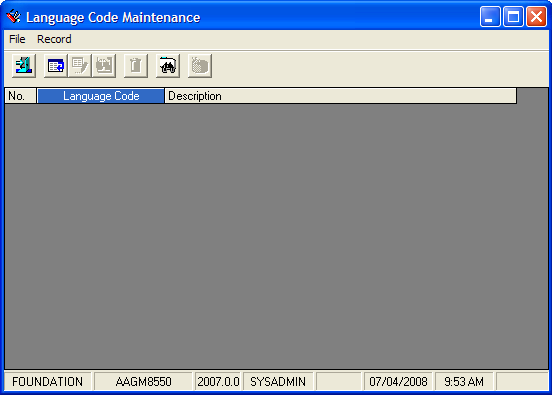 Language Code Maintenance
File Record
No. Language Code Description
FOUNDATION AAGM8550 2007.0.0 SYSADMIN 07/04/2008 9:53 AM